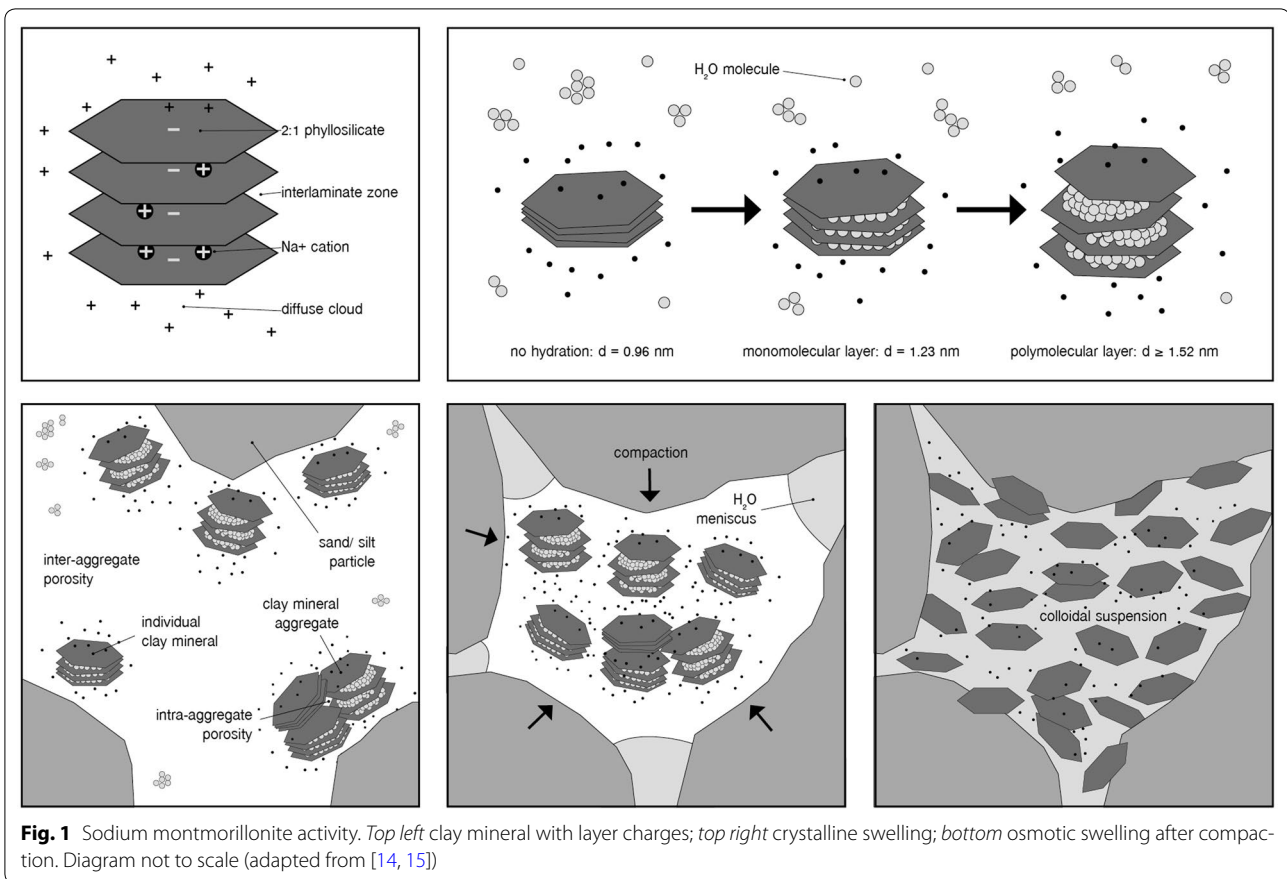 2:1 phyllosilicate
interlaminate zone
Na+ cation
diffuse cloud
H₂O molecule
no hydration: d = 0.96 nm
monomolecular layer: d = 1.23 nm
polymolecular layer: d ≥ 1.52 nm
sand/ silt
particle
inter-aggregate
porosity
clay mineral
aggregate
individual
clay mineral
intra-aggregate
porosity
compaction
H₂O
meniscus
colloidal suspension
Fig. 1 Sodium montmorillonite activity. Top left clay mineral with layer charges; top right crystalline swelling; bottom osmotic swelling after compac-
tion. Diagram not to scale (adapted from [14, 15])